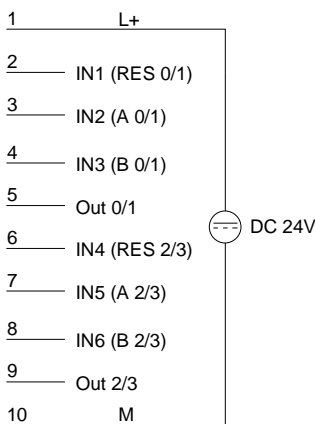 1 L+
2 IN1 (RES 0/1)
3 IN2 (A 0/1)
4 IN3 (B 0/1)
5 Out 0/1
DC 24V
6 IN4 (RES 2/3)
7 IN5 (A 2/3)
8 IN6 (B 2/3)
9 Out 2/3
10 M